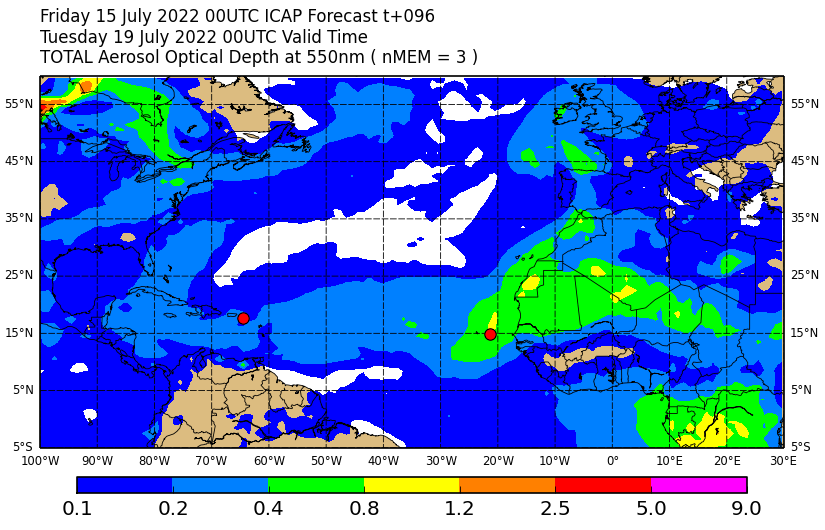 Friday 15 July 2022 00UTC ICAP Forecast t+096
Tuesday 19 July 2022 00UTC Valid Time
TOTAL Aerosol Optical Depth at 550nm ( nMEM = 3 )
55°N 55°N
45°N 45°N
35°N 35°N
25°N 25°N
15°N 15°N
5°N 5°N
5°S 5°S
100°W 90°W 80°W 70°W 60°W 50°W 40°W 30°W 20°W 10°W 0° 10°E 20°E 30°E
0.1 0.2 0.4 0.8 1.2 2.5 5.0 9.0